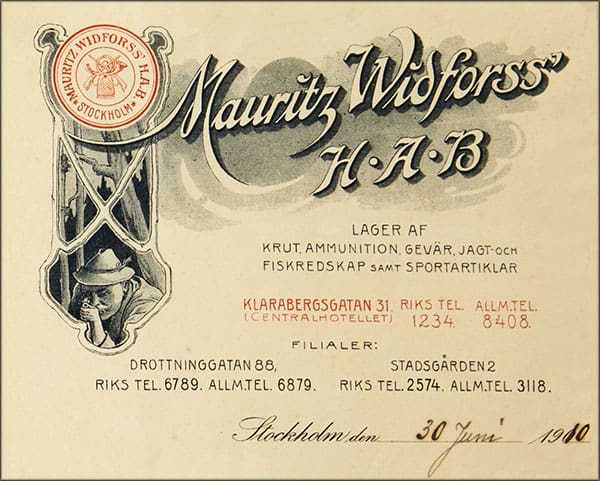 MAURITZ WIDFORSS' H.A.B
STOCKHOLM
Mauritz Widforss'
H·A·B
LAGER AF
KRUT, AMMUNITION, GEVÄR, JAGT- OCH
FISKREDSKAP SAMT SPORTARTIKLAR
KLARABERGSGATAN 31, RIKS TEL. ALLM. TEL.
(CENTRALHOTELLET) 1234. 8408.
FILIALER:
DROTTNINGGATAN 88, STADSGÅRDEN 2
RIKS TEL. 6789. ALLM. TEL. 6879. RIKS TEL. 2574. ALLM. TEL. 3118.
Stockholm den 30 Juni 1910